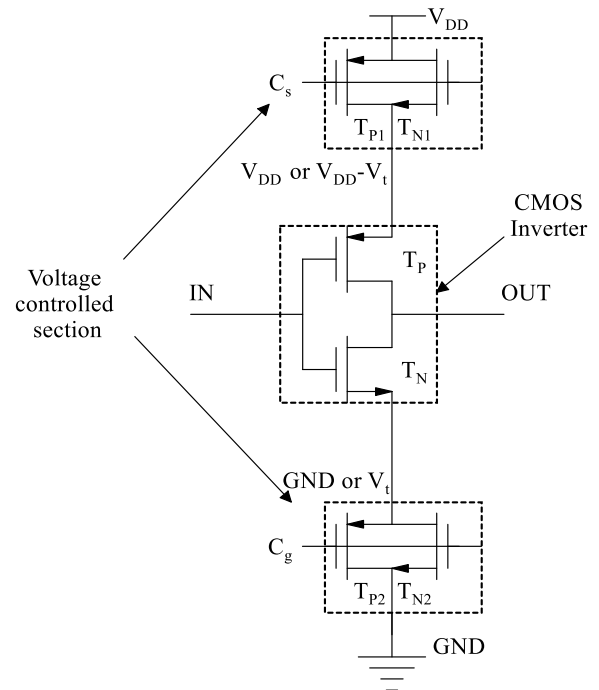 V_DD
C_s
T_P1 T_N1
V_DD or V_DD-V_t
CMOS
Inverter
T_P
Voltage
controlled
section
IN
OUT
T_N
GND or V_t
C_g
T_P2 T_N2
GND